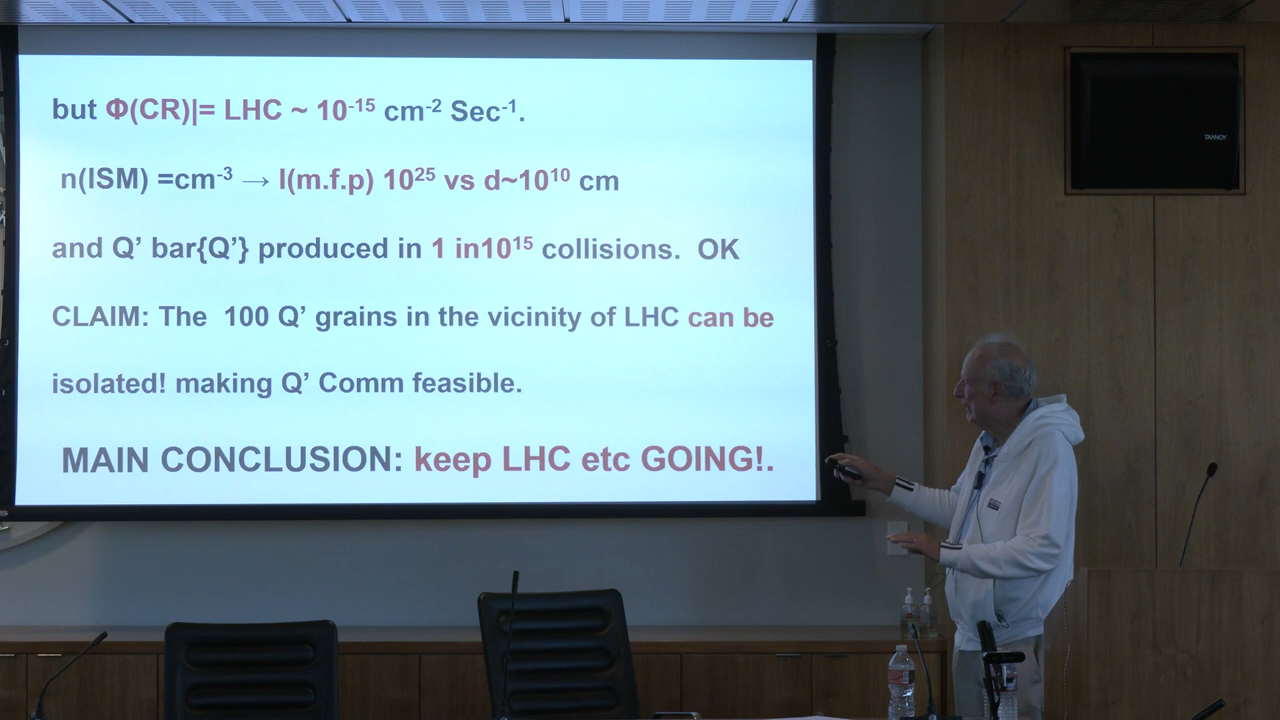 but Φ(CR)|= LHC ~ 10⁻¹⁵ cm⁻² Sec⁻¹.
n(ISM) =cm⁻³ → l(m.f.p) 10²⁵ vs d~10¹⁰ cm
and Q’ bar{Q’} produced in 1 in10¹⁵ collisions. OK
CLAIM: The 100 Q’ grains in the vicinity of LHC can be
isolated! making Q’ Comm feasible.
MAIN CONCLUSION: keep LHC etc GOING!.
TANNOY